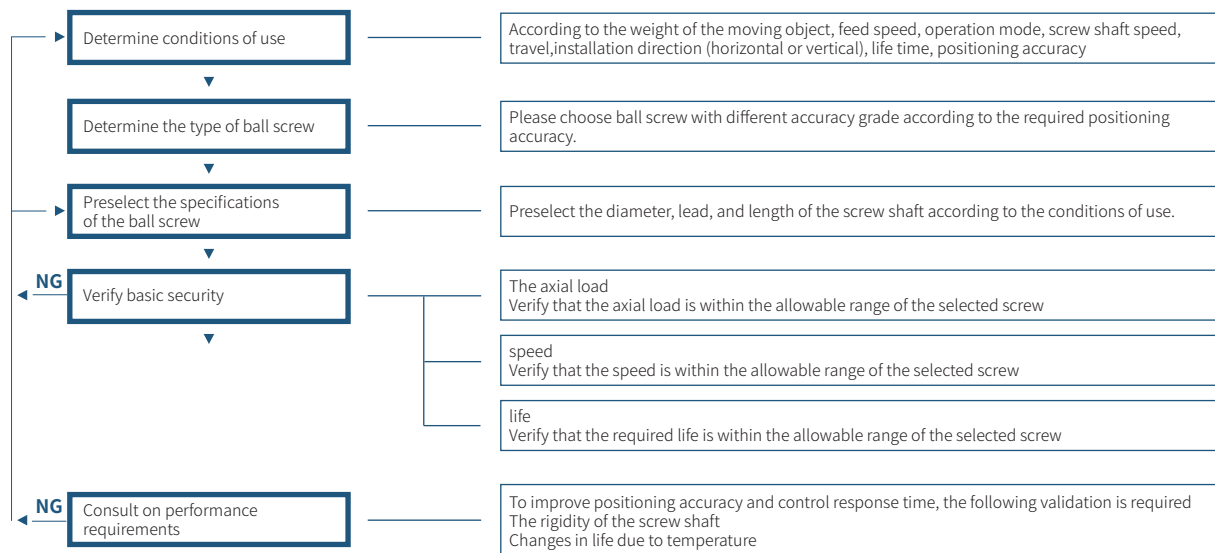 Determine conditions of use
According to the weight of the moving object, feed speed, operation mode, screw shaft speed,
travel,installation direction (horizontal or vertical), life time, positioning accuracy
Determine the type of ball screw
Please choose ball screw with different accuracy grade according to the required positioning
accuracy.
Preselect the specifications
of the ball screw
Preselect the diameter, lead, and length of the screw shaft according to the conditions of use.
NG
Verify basic security
The axial load
Verify that the axial load is within the allowable range of the selected screw
speed
Verify that the speed is within the allowable range of the selected screw
life
Verify that the required life is within the allowable range of the selected screw
NG
Consult on performance
requirements
To improve positioning accuracy and control response time, the following validation is required
The rigidity of the screw shaft
Changes in life due to temperature